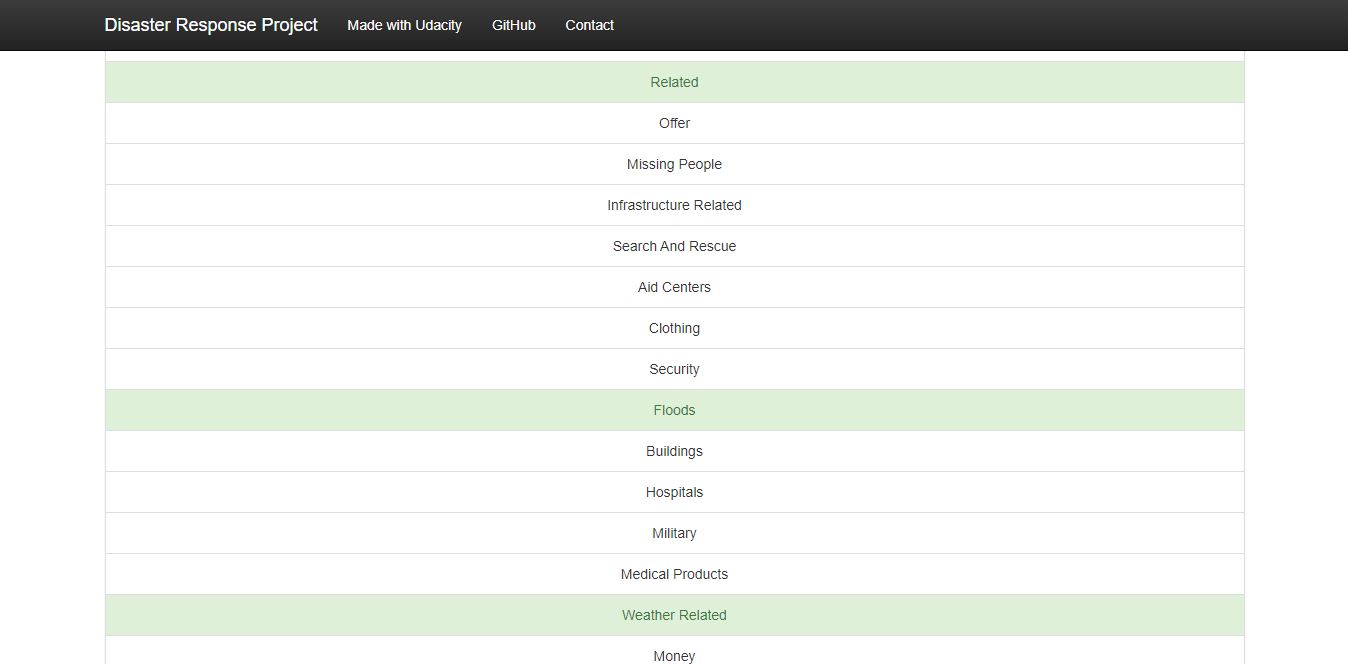 Disaster Response Project Made with Udacity GitHub Contact
Related
Offer
Missing People
Infrastructure Related
Search And Rescue
Aid Centers
Clothing
Security
Floods
Buildings
Hospitals
Military
Medical Products
Weather Related
Money